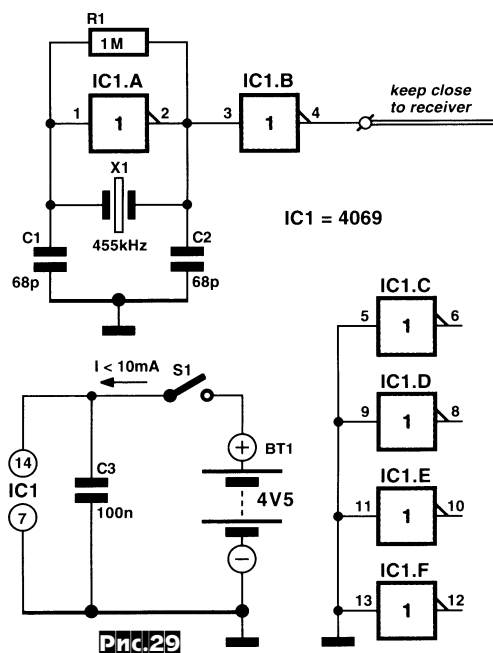 R1
1M
IC1.A
IC1.B
1
1
2
3
1
4
keep close
to receiver
X1
455kHz
C1
68p
C2
68p
IC1 = 4069
IC1.C
5
1
6
IC1.D
9
1
8
IC1.E
11
1
10
IC1.F
13
1
12
I < 10mA
S1
14
IC1
7
C3
100n
+
BT1
4V5
−
Рис.29